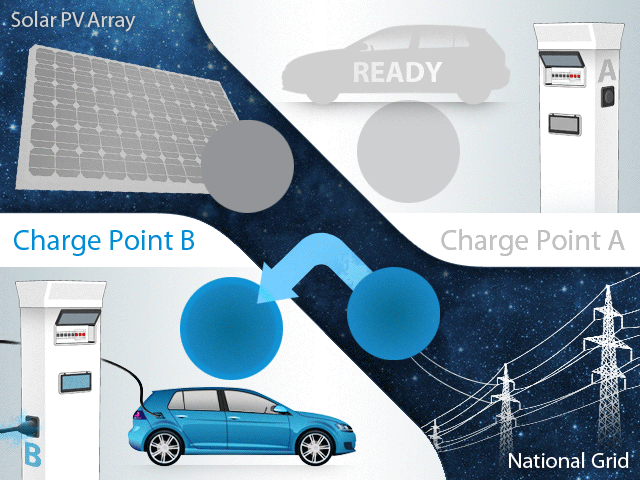 Solar PV Array
READY
A
Charge Point B
Charge Point A
B
National Grid